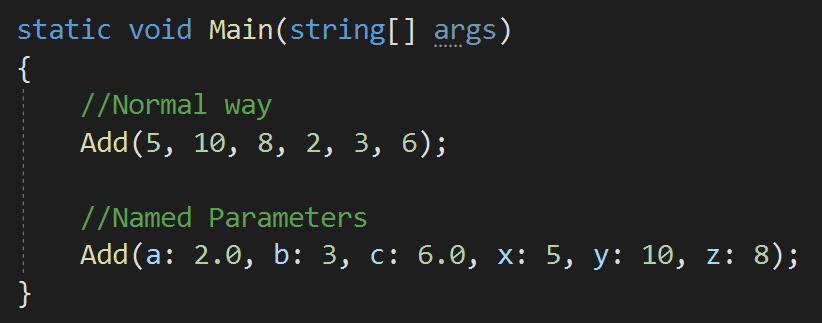 static void Main(string[] args)
{
    //Normal way
    Add(5, 10, 8, 2, 3, 6);

    //Named Parameters
    Add(a: 2.0, b: 3, c: 6.0, x: 5, y: 10, z: 8);
}